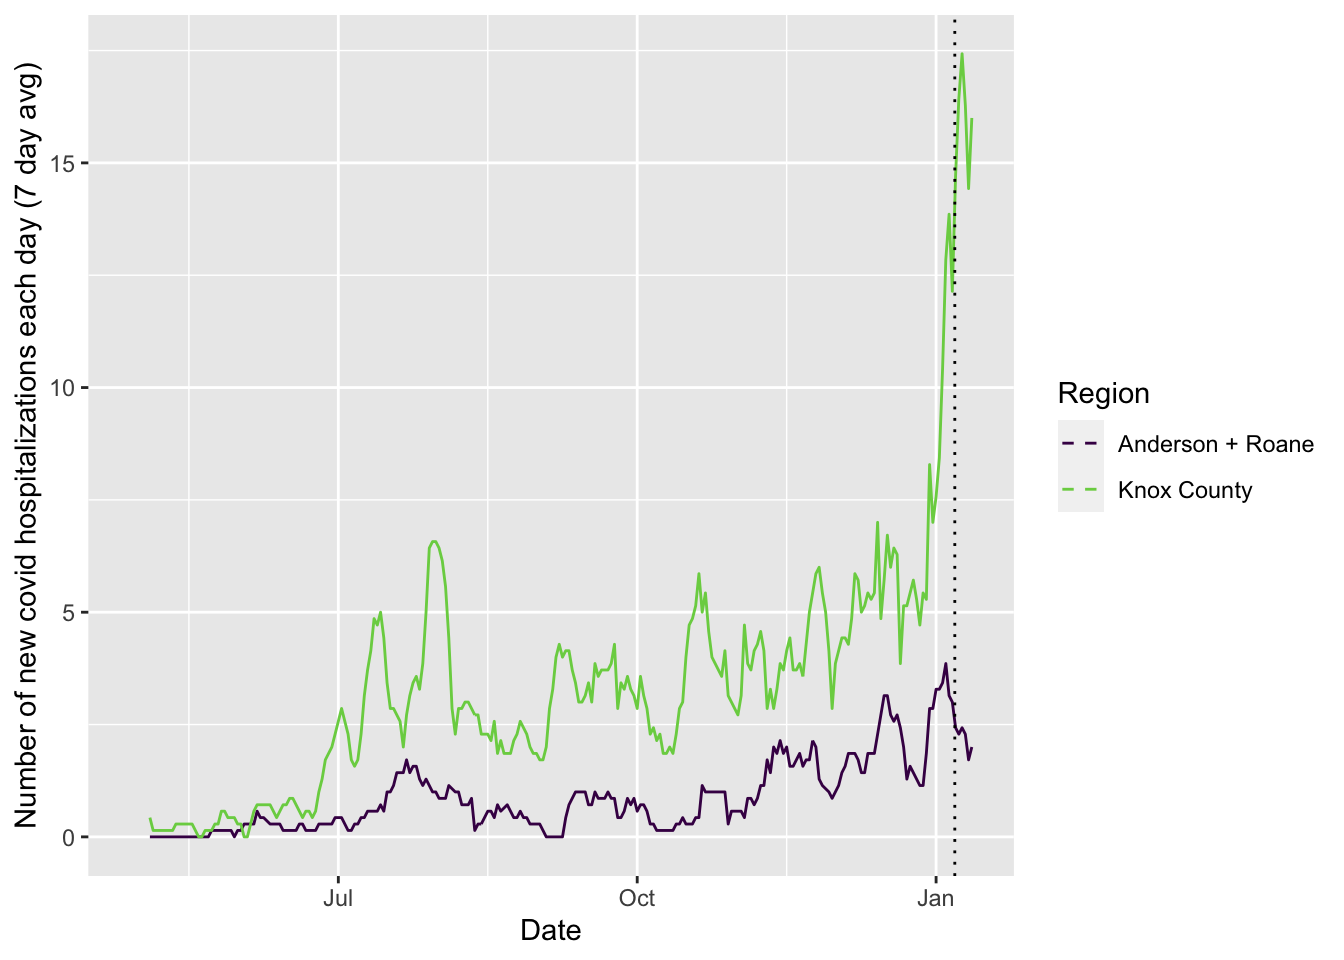 Number of new covid hospitalizations each day (7 day avg)
15
10
5
0
Jul
Oct
Jan
Date
Region
Anderson + Roane
Knox County